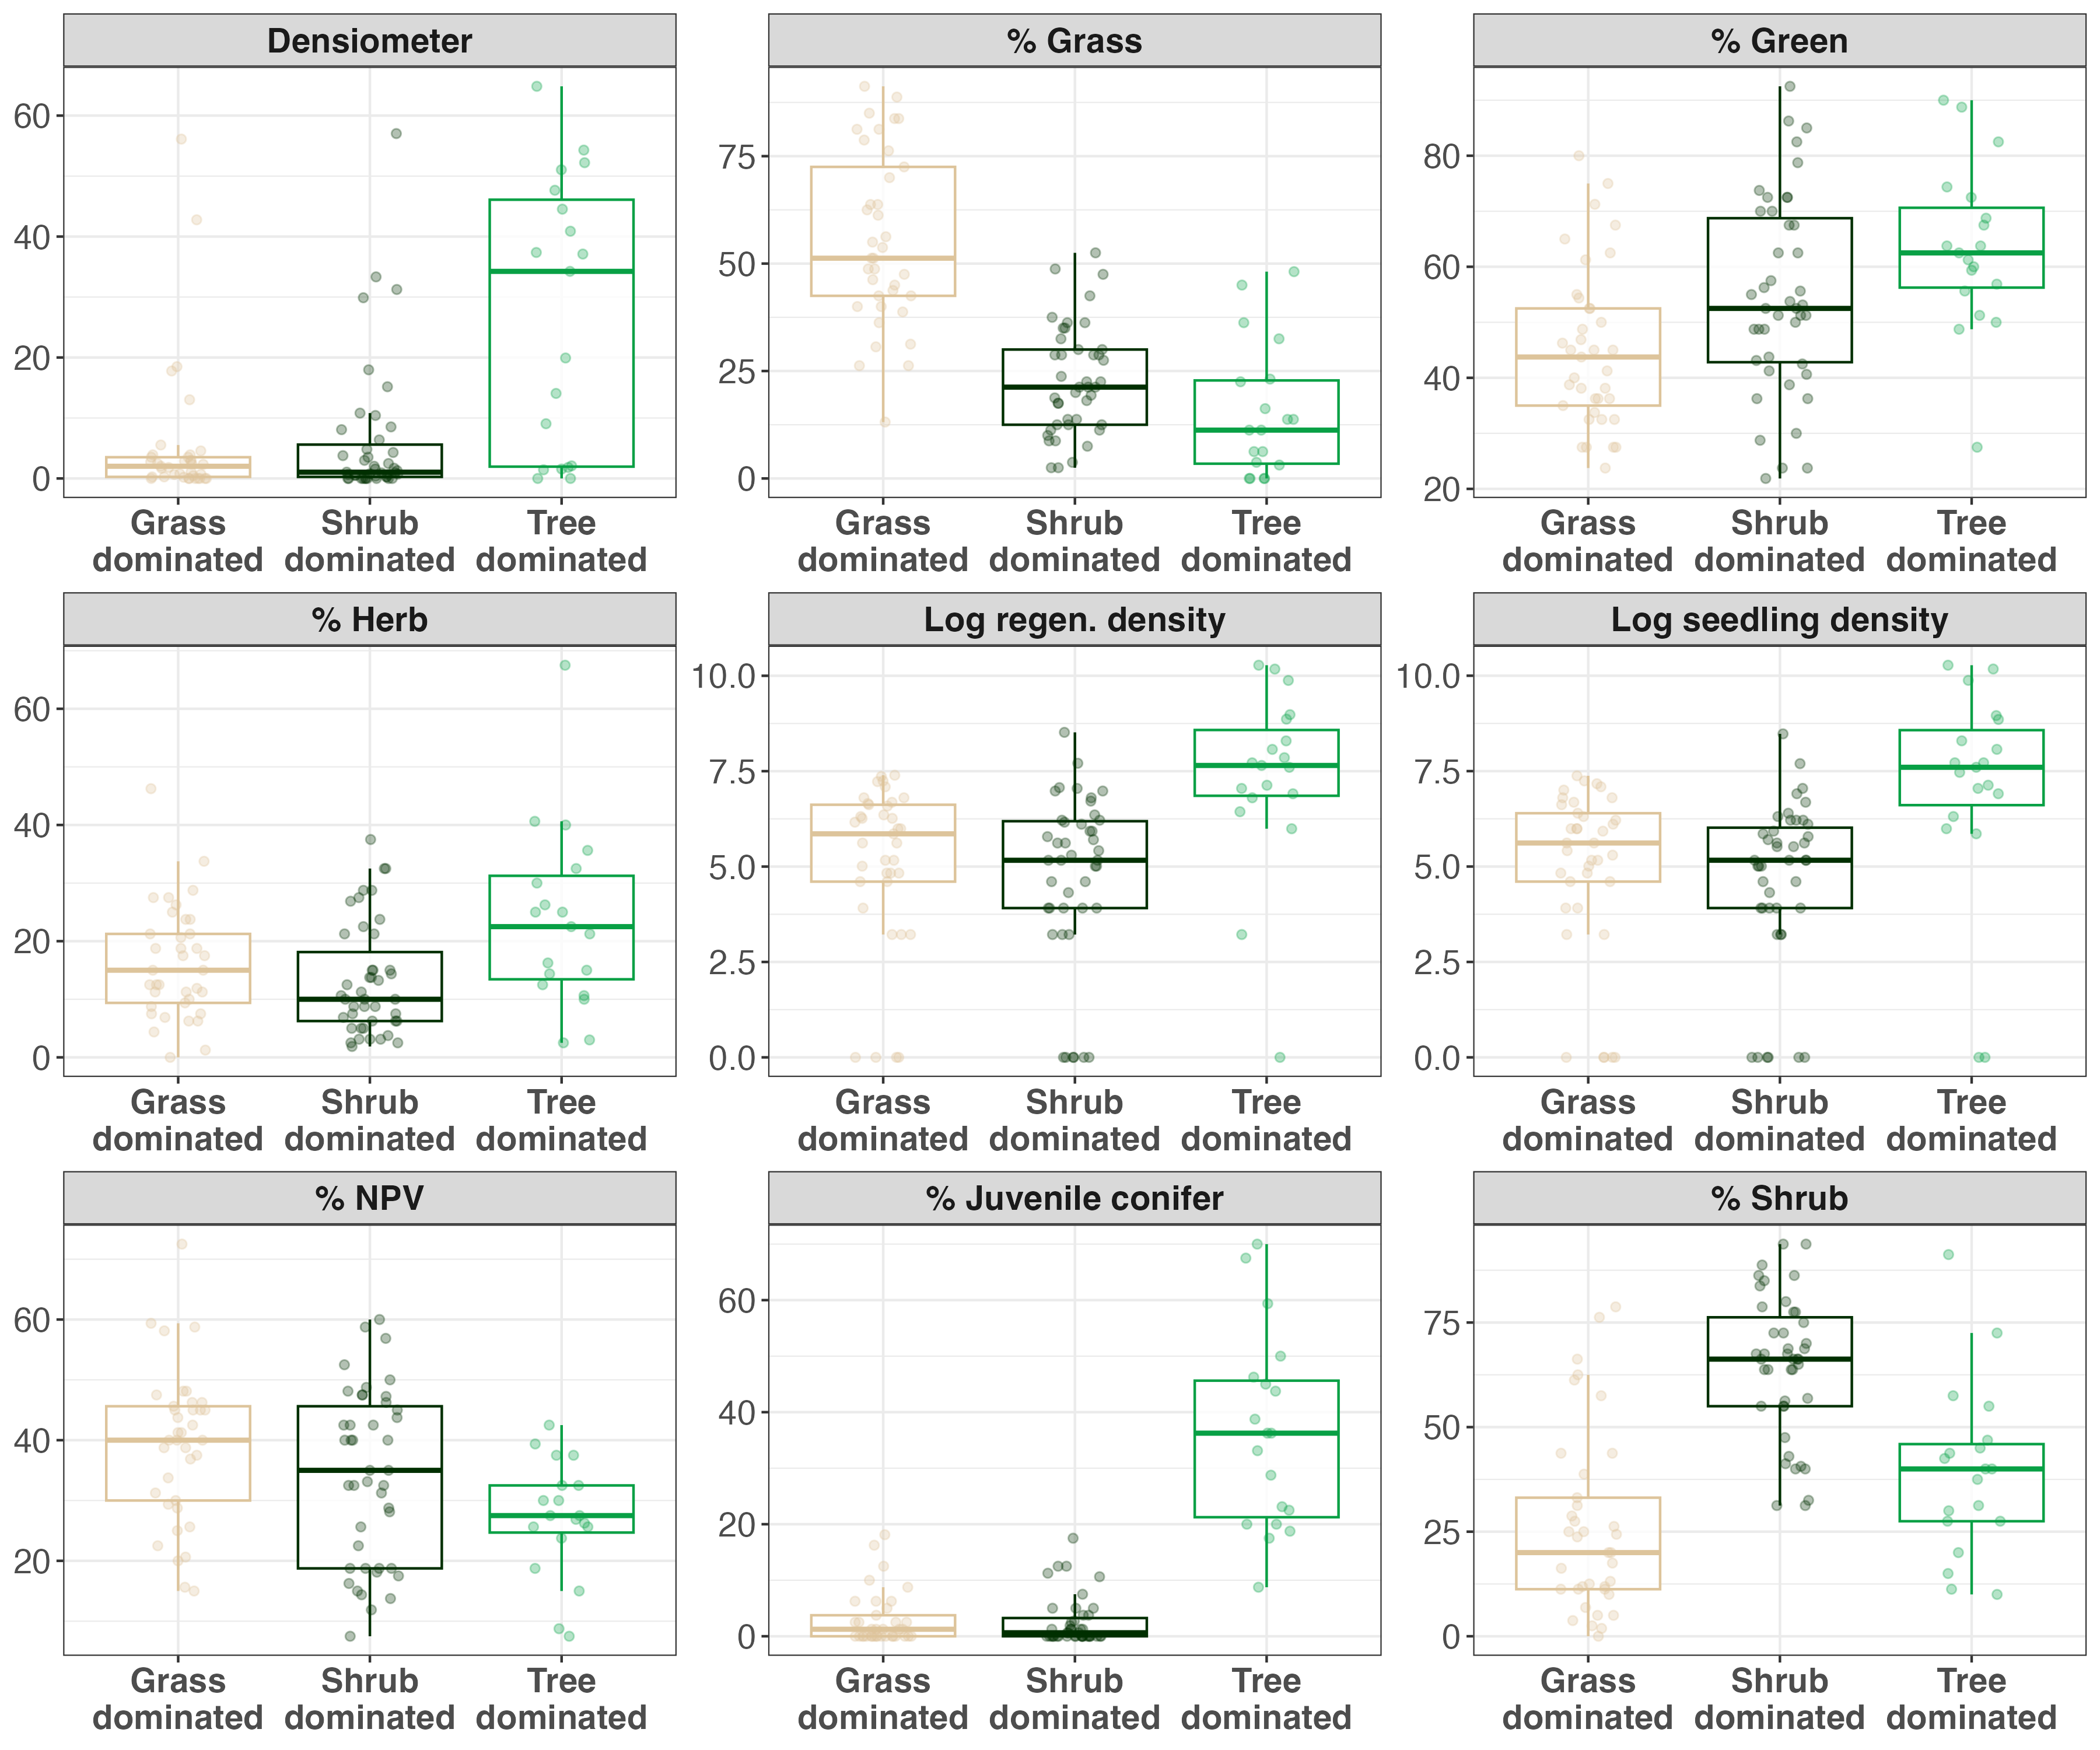 Densiometer
% Grass
% Green
60
40
20
0
75
50
25
0
80
60
40
20
Grass dominated
Shrub dominated
Tree dominated
Grass dominated
Shrub dominated
Tree dominated
Grass dominated
Shrub dominated
Tree dominated
% Herb
Log regen. density
Log seedling density
60
40
20
0
10.0
7.5
5.0
2.5
0.0
10.0
7.5
5.0
2.5
0.0
Grass dominated
Shrub dominated
Tree dominated
Grass dominated
Shrub dominated
Tree dominated
Grass dominated
Shrub dominated
Tree dominated
% NPV
% Juvenile conifer
% Shrub
60
40
20
60
40
20
0
75
50
25
0
Grass dominated
Shrub dominated
Tree dominated
Grass dominated
Shrub dominated
Tree dominated
Grass dominated
Shrub dominated
Tree dominated